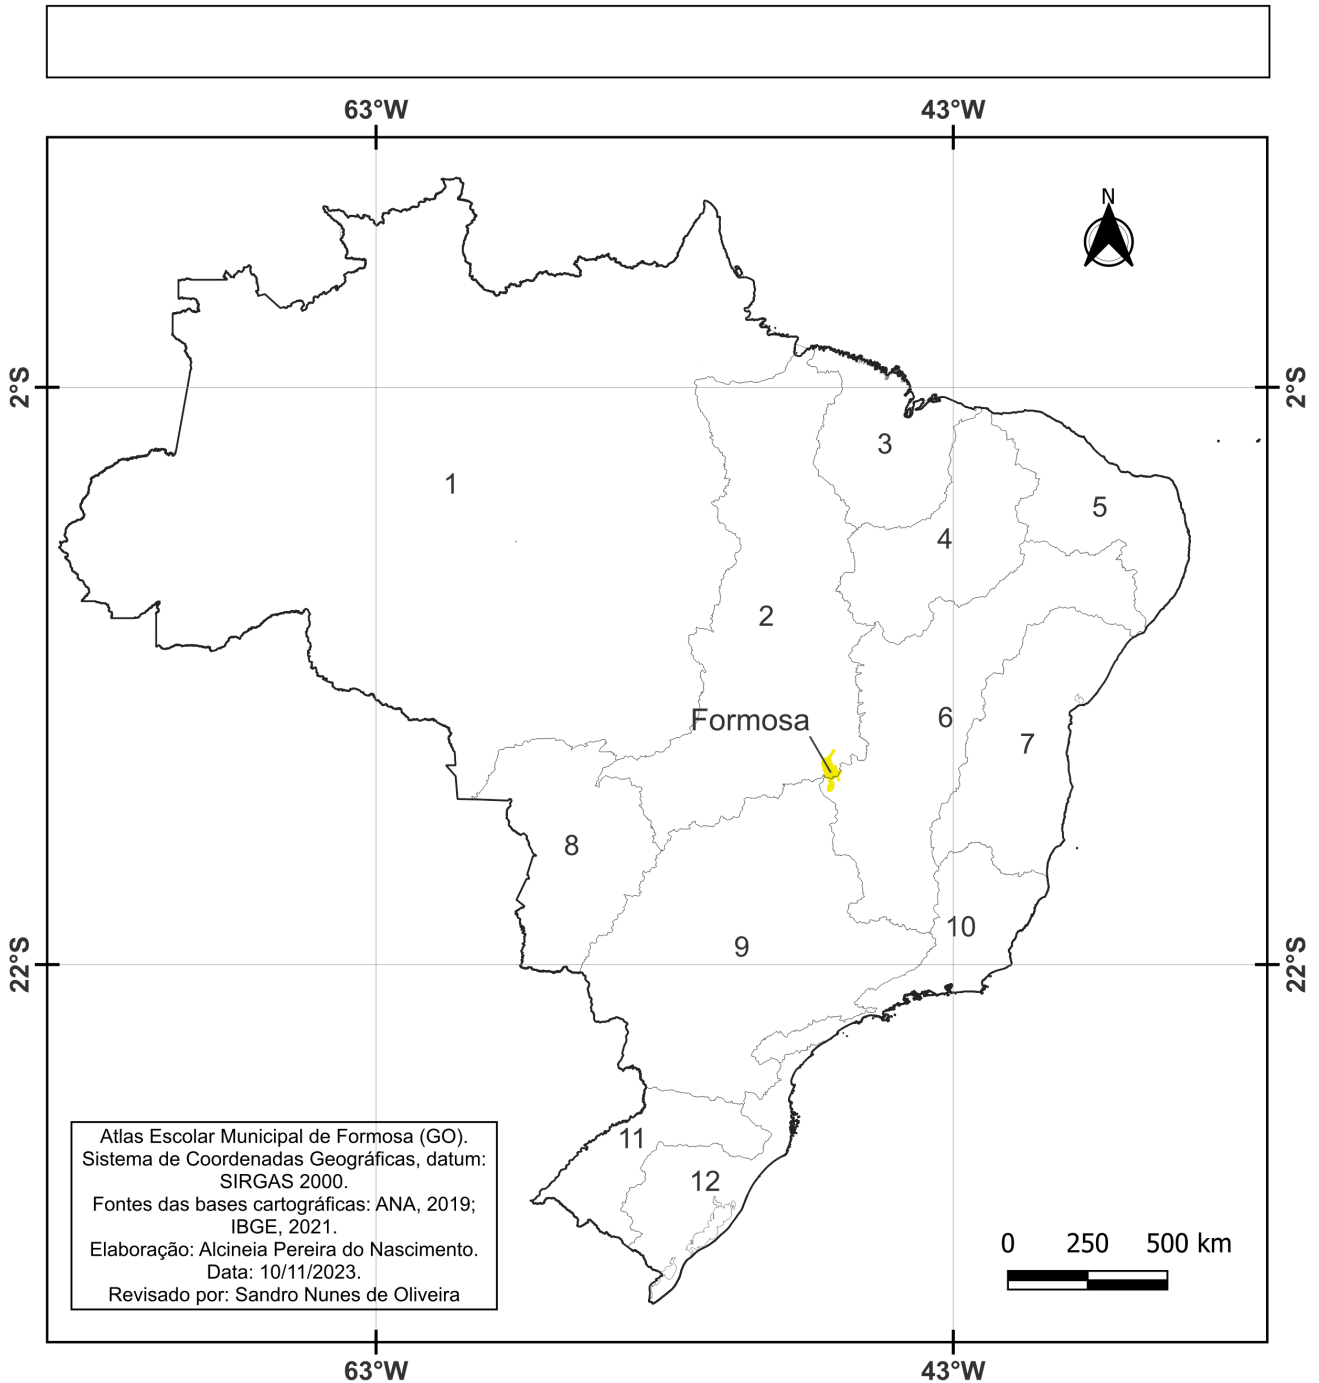 63°W
43°W
N
2°S
2°S
3
1
5
4
2
Formosa
6
7
8
10
9
22°S
22°S
11
12
Atlas Escolar Municipal de Formosa (GO).
Sistema de Coordenadas Geográficas, datum:
SIRGAS 2000.
Fontes das bases cartográficas: ANA, 2019;
IBGE, 2021.
Elaboração: Alcineia Pereira do Nascimento.
Data: 10/11/2023.
Revisado por: Sandro Nunes de Oliveira
0 250 500 km
63°W
43°W